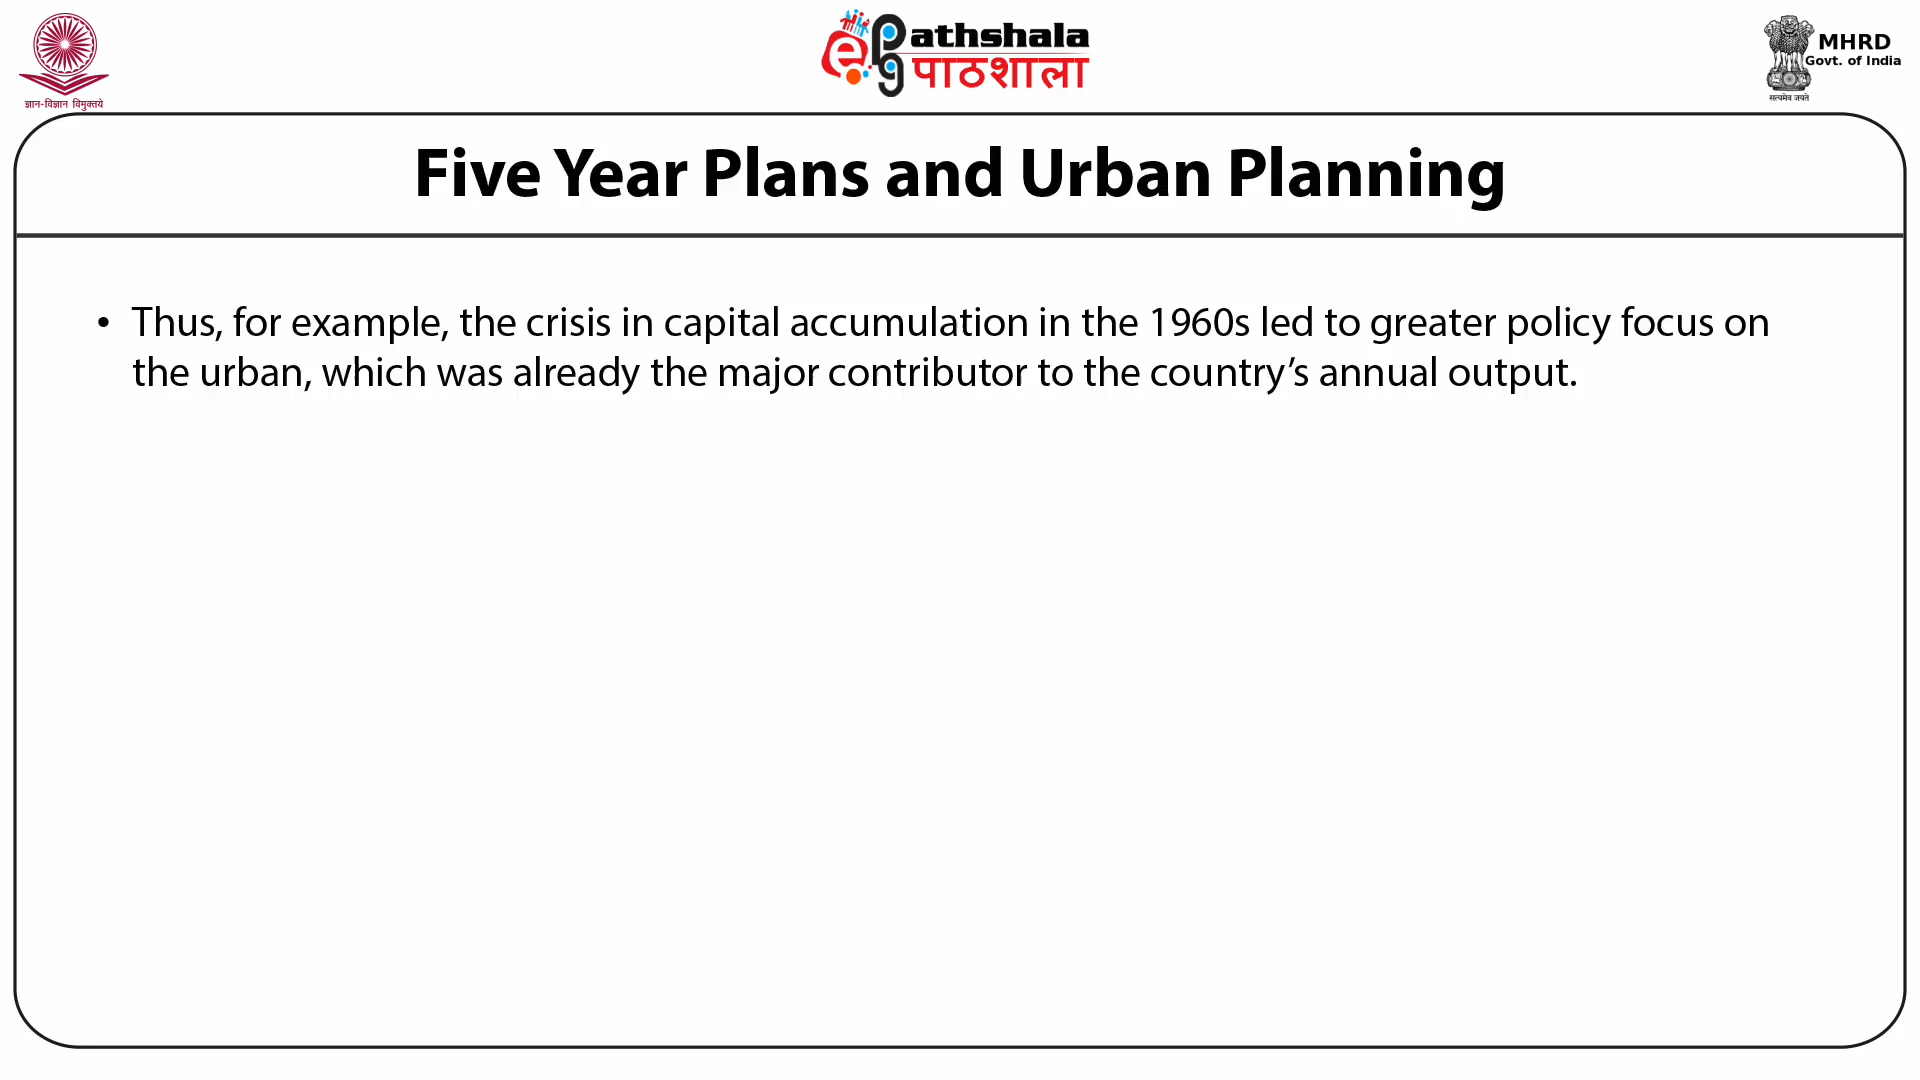 ज्ञान-विज्ञान विमुक्तये
e Pathshala
पाठशाला
MHRD
Govt. of India
सत्यमेव जयते
Five Year Plans and Urban Planning
• Thus, for example, the crisis in capital accumulation in the 1960s led to greater policy focus on
the urban, which was already the major contributor to the country’s annual output.